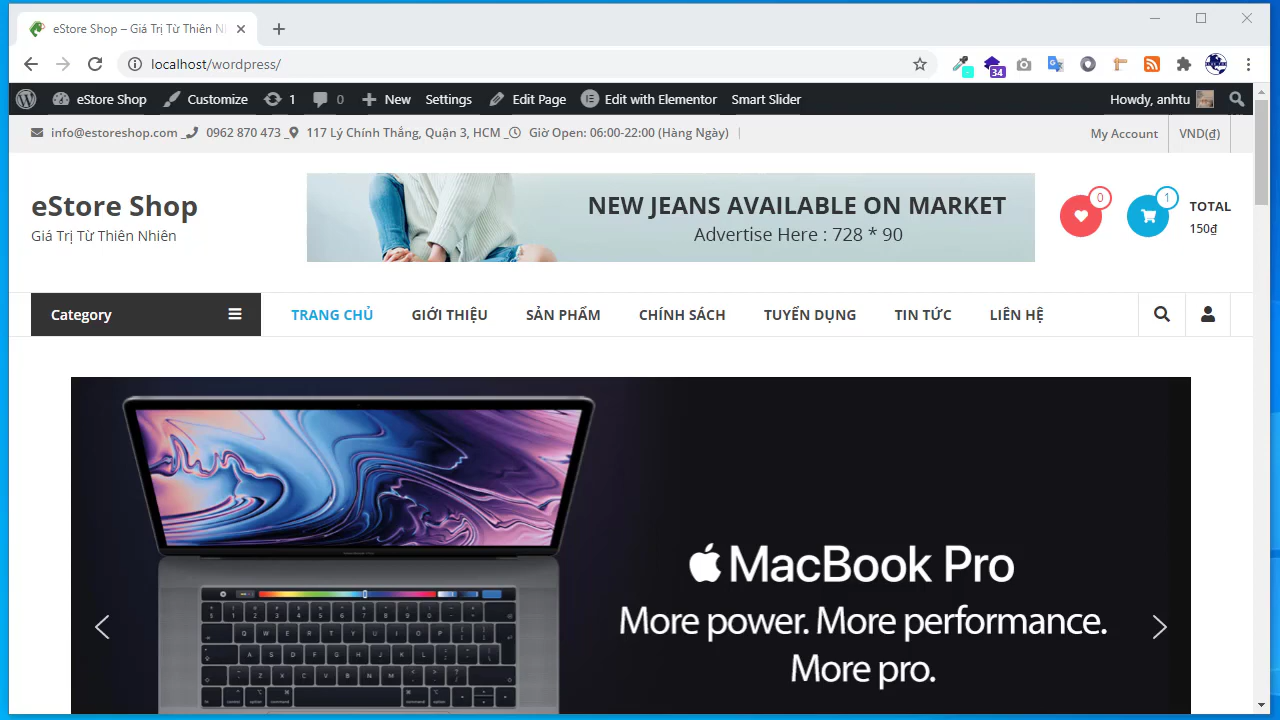 eStore Shop – Giá Trị Từ Thiên N
localhost/wordpress/
34
eStore Shop Customize 1 0 New Settings Edit Page Edit with Elementor Smart Slider Howdy, anhtu
info@estoreshop.com _ 0962 870 473 _ 117 Lý Chính Thắng, Quận 3, HCM _ Giờ Open: 06:00-22:00 (Hàng Ngày) My Account VND(₫)
eStore Shop
Giá Trị Từ Thiên Nhiên
NEW JEANS AVAILABLE ON MARKET
Advertise Here : 728 * 90
0
1
TOTAL
150₫
Category TRANG CHỦ GIỚI THIỆU SẢN PHẨM CHÍNH SÁCH TUYỂN DỤNG TIN TỨC LIÊN HỆ
MacBook Pro
More power. More performance.
More pro.